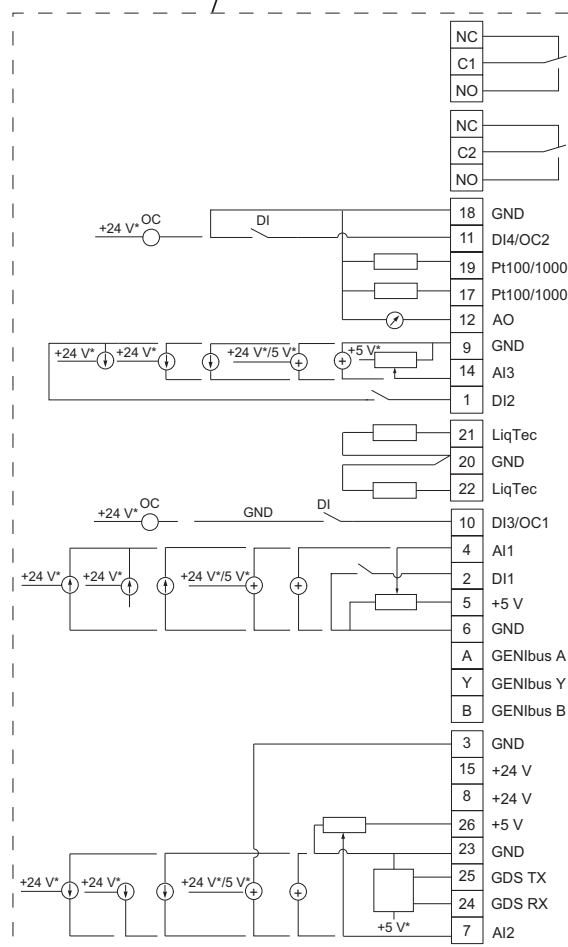 NC
C1
NO
NC
C2
NO
18 GND
+24 V* OC DI 11 DI4/OC2
19 Pt100/1000
17 Pt100/1000
12 AO
9 GND
+24 V* +24 V* +24 V*/5 V* +5 V*
14 AI3
1 DI2
21 LiqTec
20 GND
22 LiqTec
+24 V* OC GND DI 10 DI3/OC1
4 AI1
+24 V* +24 V* +24 V*/5 V* 2 DI1
5 +5 V
6 GND
A GENIbus A
Y GENIbus Y
B GENIbus B
3 GND
15 +24 V
8 +24 V
26 +5 V
23 GND
25 GDS TX
+24 V* +24 V* +24 V*/5 V*
24 GDS RX
+5 V*
7 AI2